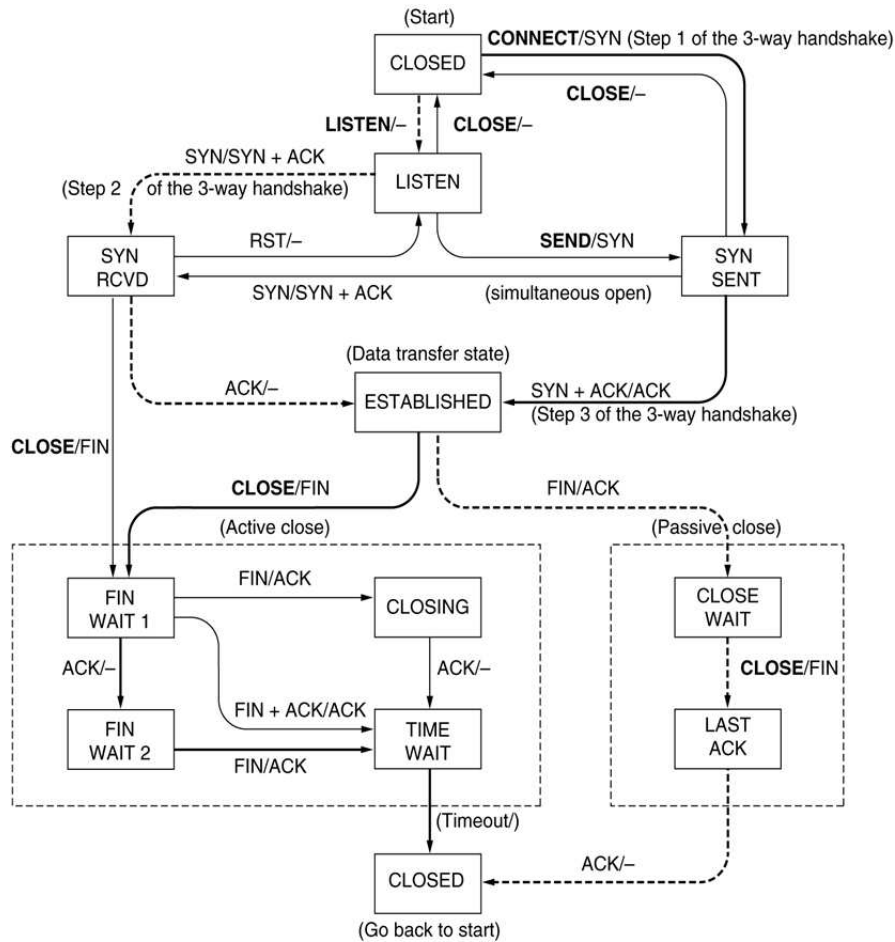 (Start)
CONNECT/SYN (Step 1 of the 3-way handshake)
CLOSED
CLOSE/–
LISTEN/–
CLOSE/–
SYN/SYN + ACK
(Step 2 of the 3-way handshake)
LISTEN
SYN
RCVD
RST/–
SEND/SYN
SYN
SENT
SYN/SYN + ACK
(simultaneous open)
(Data transfer state)
ACK/–
ESTABLISHED
SYN + ACK/ACK
(Step 3 of the 3-way handshake)
CLOSE/FIN
CLOSE/FIN
FIN/ACK
(Active close)
(Passive close)
FIN
WAIT 1
FIN/ACK
CLOSING
CLOSE
WAIT
ACK/–
ACK/–
CLOSE/FIN
FIN + ACK/ACK
FIN
WAIT 2
FIN/ACK
TIME
WAIT
LAST
ACK
(Timeout/)
CLOSED
ACK/–
(Go back to start)